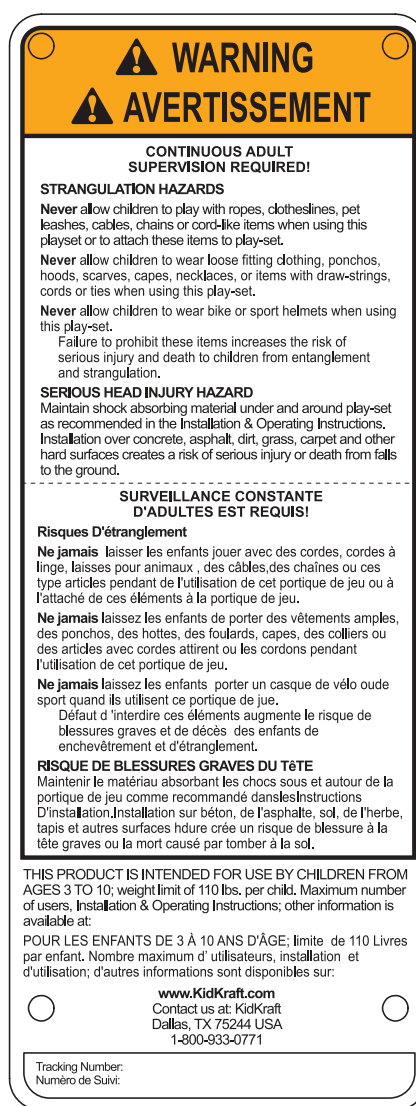 WARNING
AVERTISSEMENT
CONTINUOUS ADULT
SUPERVISION REQUIRED!
STRANGULATION HAZARDS
Never allow children to play with ropes, clotheslines, pet
leashes, cables, chains or cord-like items when using this
playset or to attach these items to play-set.
Never allow children to wear loose fitting clothing, ponchos,
hoods, scarves, capes, necklaces, or items with draw-strings,
cords or ties when using this play-set.
Never allow children to wear bike or sport helmets when using
this play-set.
Failure to prohibit these items increases the risk of
serious injury and death to children from entanglement
and strangulation.
SERIOUS HEAD INJURY HAZARD
Maintain shock absorbing material under and around play-set
as recommended in the Installation & Operating Instructions.
Installation over concrete, asphalt, dirt, grass, carpet and other
hard surfaces creates a risk of serious injury or death from falls
to the ground.
SURVEILLANCE CONSTANTE
D'ADULTES EST REQUIS!
Risques D'étranglement
Ne jamais laisser les enfants jouer avec des cordes, cordes à
linge, laisses pour animaux , des câbles,des chaînes ou ces
type articles pendant de l'utilisation de cet portique de jeu ou à
l'attaché de ces éléments à la portique de jeu.
Ne jamais laissez les enfants de porter des vêtements amples,
des ponchos, des hottes, des foulards, capes, des colliers ou
des articles avec cordes attirent ou les cordons pendant
l'utilisation de cet portique de jeu.
Ne jamais laissez les enfants porter un casque de vélo oude
sport quand ils utilisent ce portique de jue.
Défaut d 'interdire ces éléments augmente le risque de
blessures graves et de décès des enfants de
enchevêtrement et d'étranglement.
RISQUE DE BLESSURES GRAVES DU TêTE
Maintenir le matériau absorbant les chocs sous et autour de la
portique de jeu comme recommandé danslesInstructions
D'installation.Installation sur béton, de l'asphalte, sol, de l'herbe,
tapis et autres surfaces hdure crée un risque de blessure à la
tête graves ou la mort causé par tomber à la sol.
THIS PRODUCT IS INTENDED FOR USE BY CHILDREN FROM
AGES 3 TO 10; weight limit of 110 lbs. per child. Maximum number
of users, Installation & Operating Instructions; other information is
available at:
POUR LES ENFANTS DE 3 À 10 ANS D'ÂGE; limite de 110 Livres
par enfant. Nombre maximum d' utilisateurs, installation et
d'utilisation; d'autres informations sont disponibles sur:
www.KidKraft.com
Contact us at: KidKraft
Dallas, TX 75244 USA
1-800-933-0771
Tracking Number:
Numèro de Suivi: